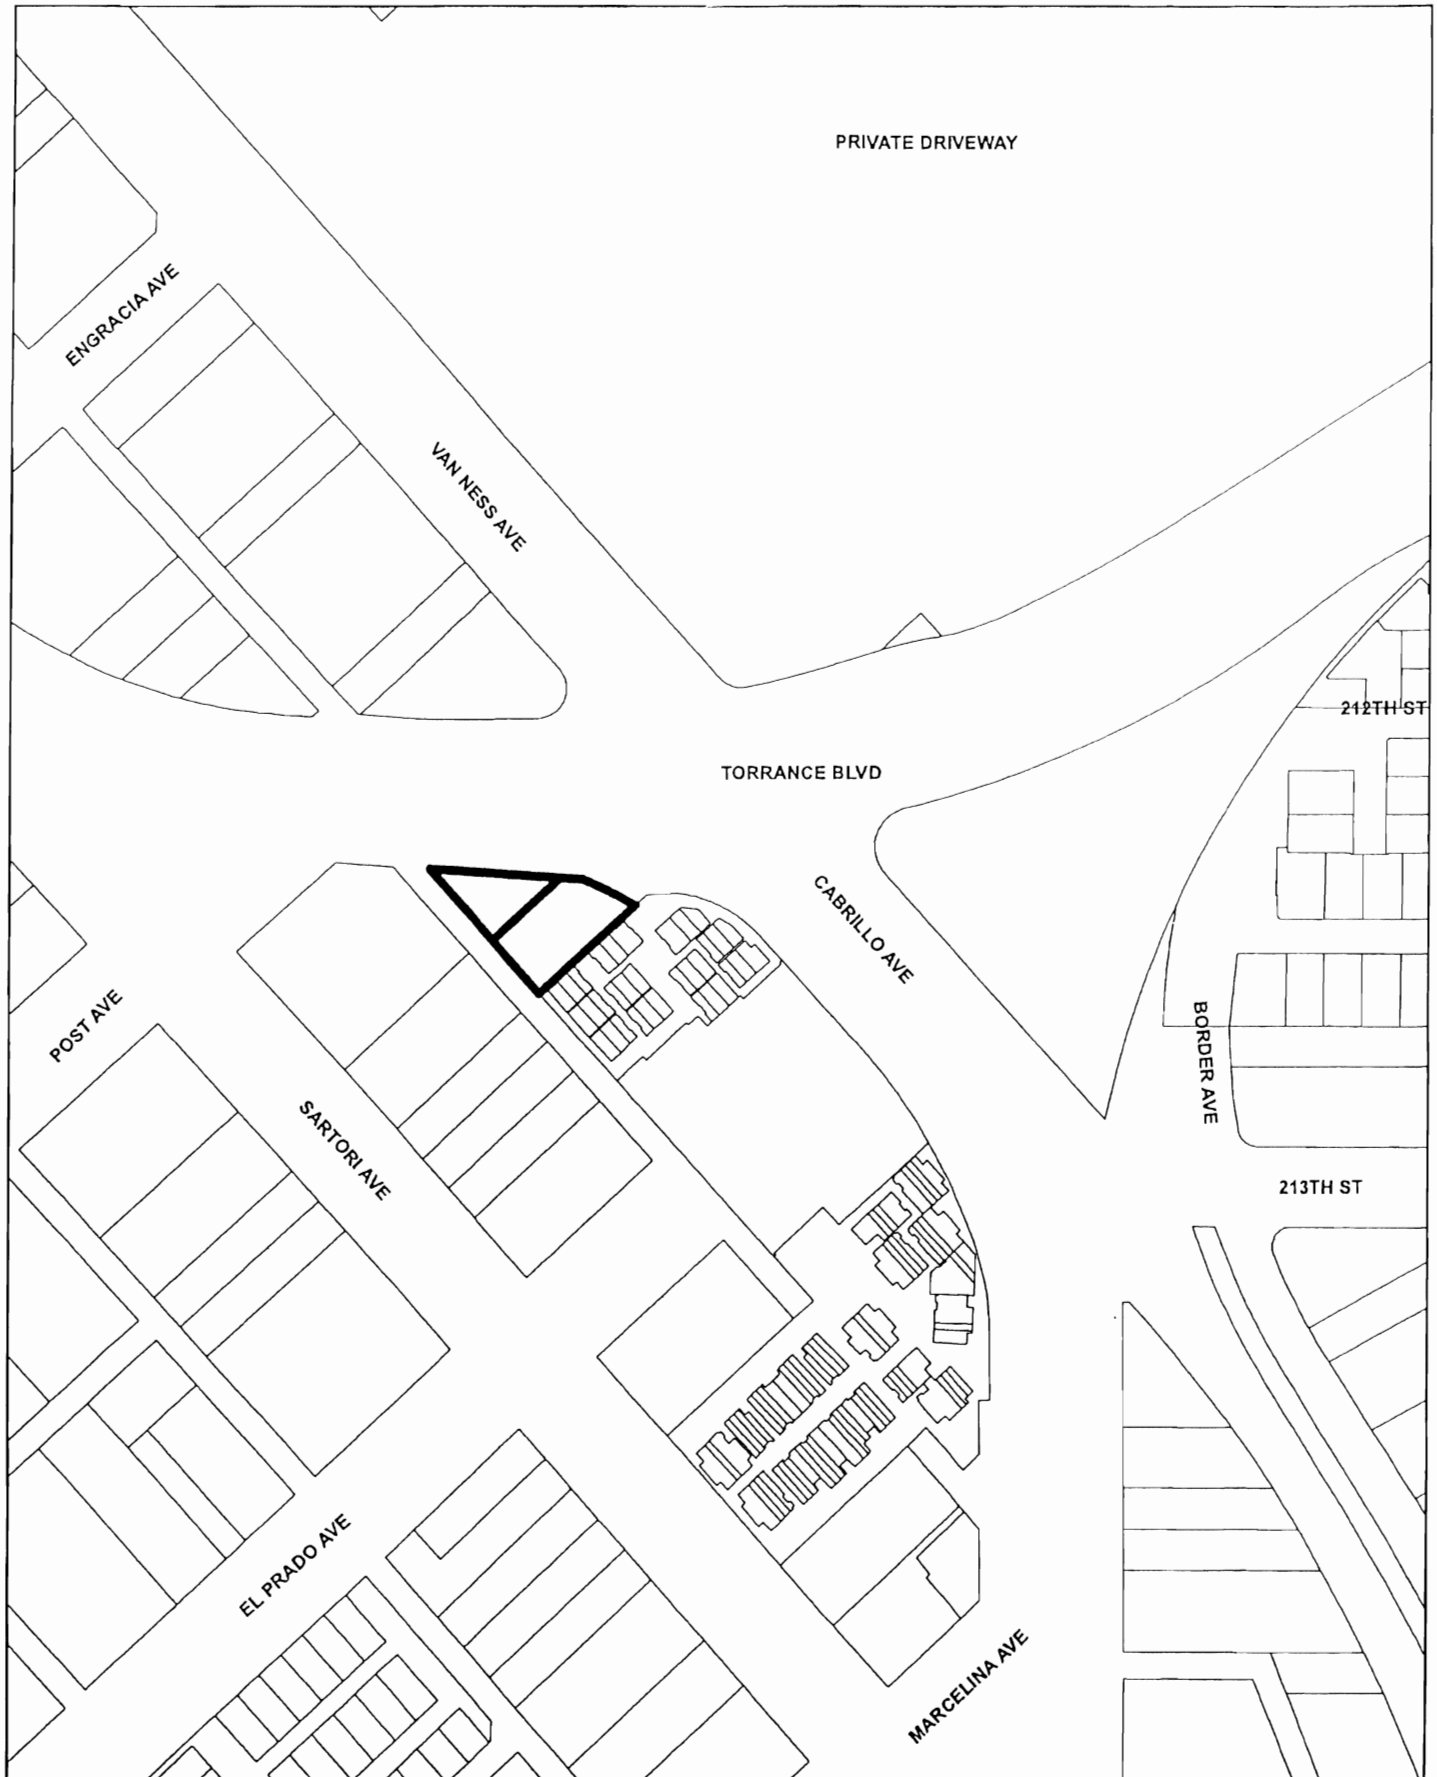 PRIVATE DRIVEWAY
ENGRACIA AVE
VAN NESS AVE
212TH ST
TORRANCE BLVD
CABRILLO AVE
POST AVE
BORDER AVE
SARTORI AVE
213TH ST
EL PRADO AVE
MARCELINA AVE